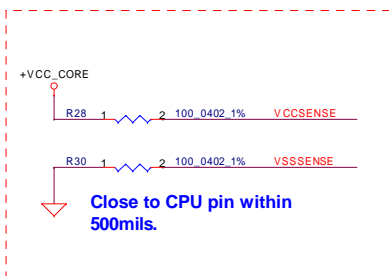 +VCC_CORE
R28 1 2 100_0402_1% VCCSENSE
R30 1 2 100_0402_1% VSSSENSE
Close to CPU pin within
500mils.